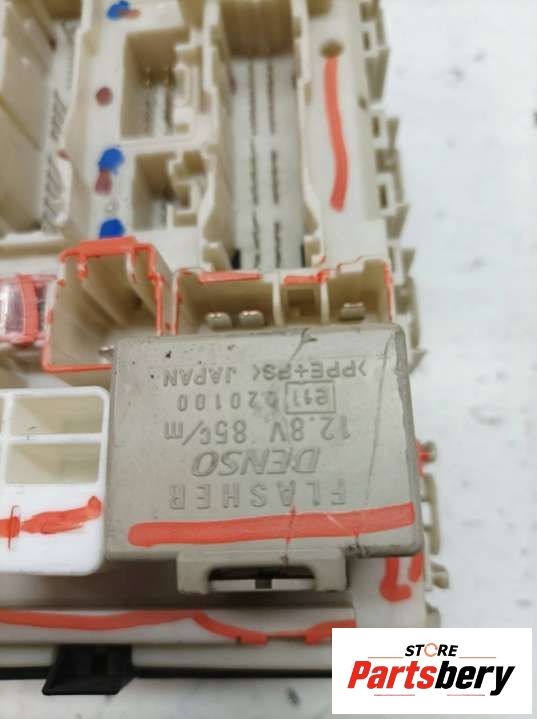 FLASHER
DENSO
12.8V 85c/m
e11 020100
>PPE+PS< JAPAN
STORE
Partsbery